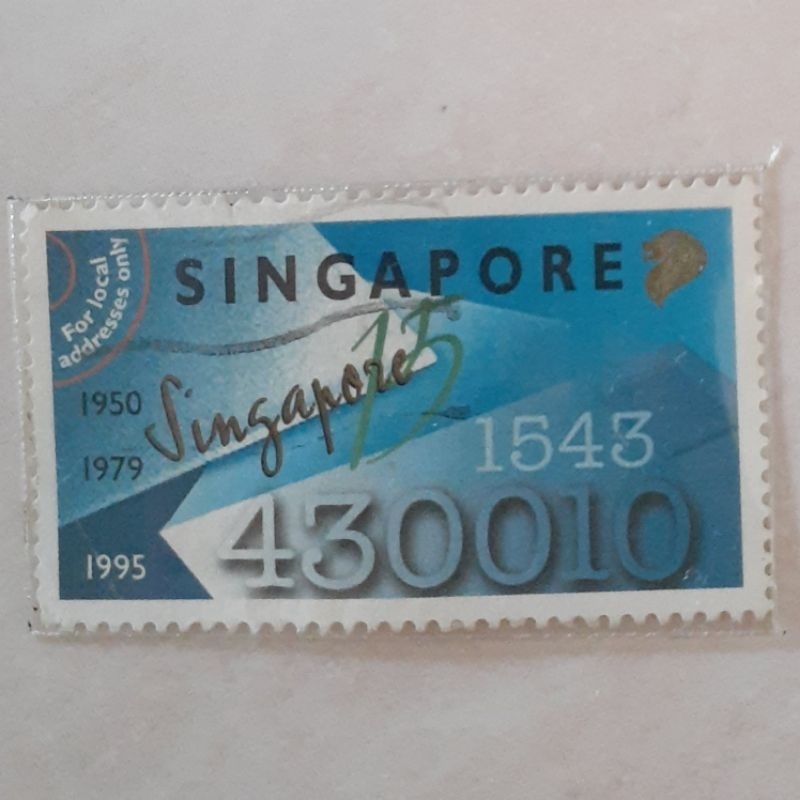 For local
addresses only
SINGAPORE
1950
Singapore 15
1979
1543
1995
430010